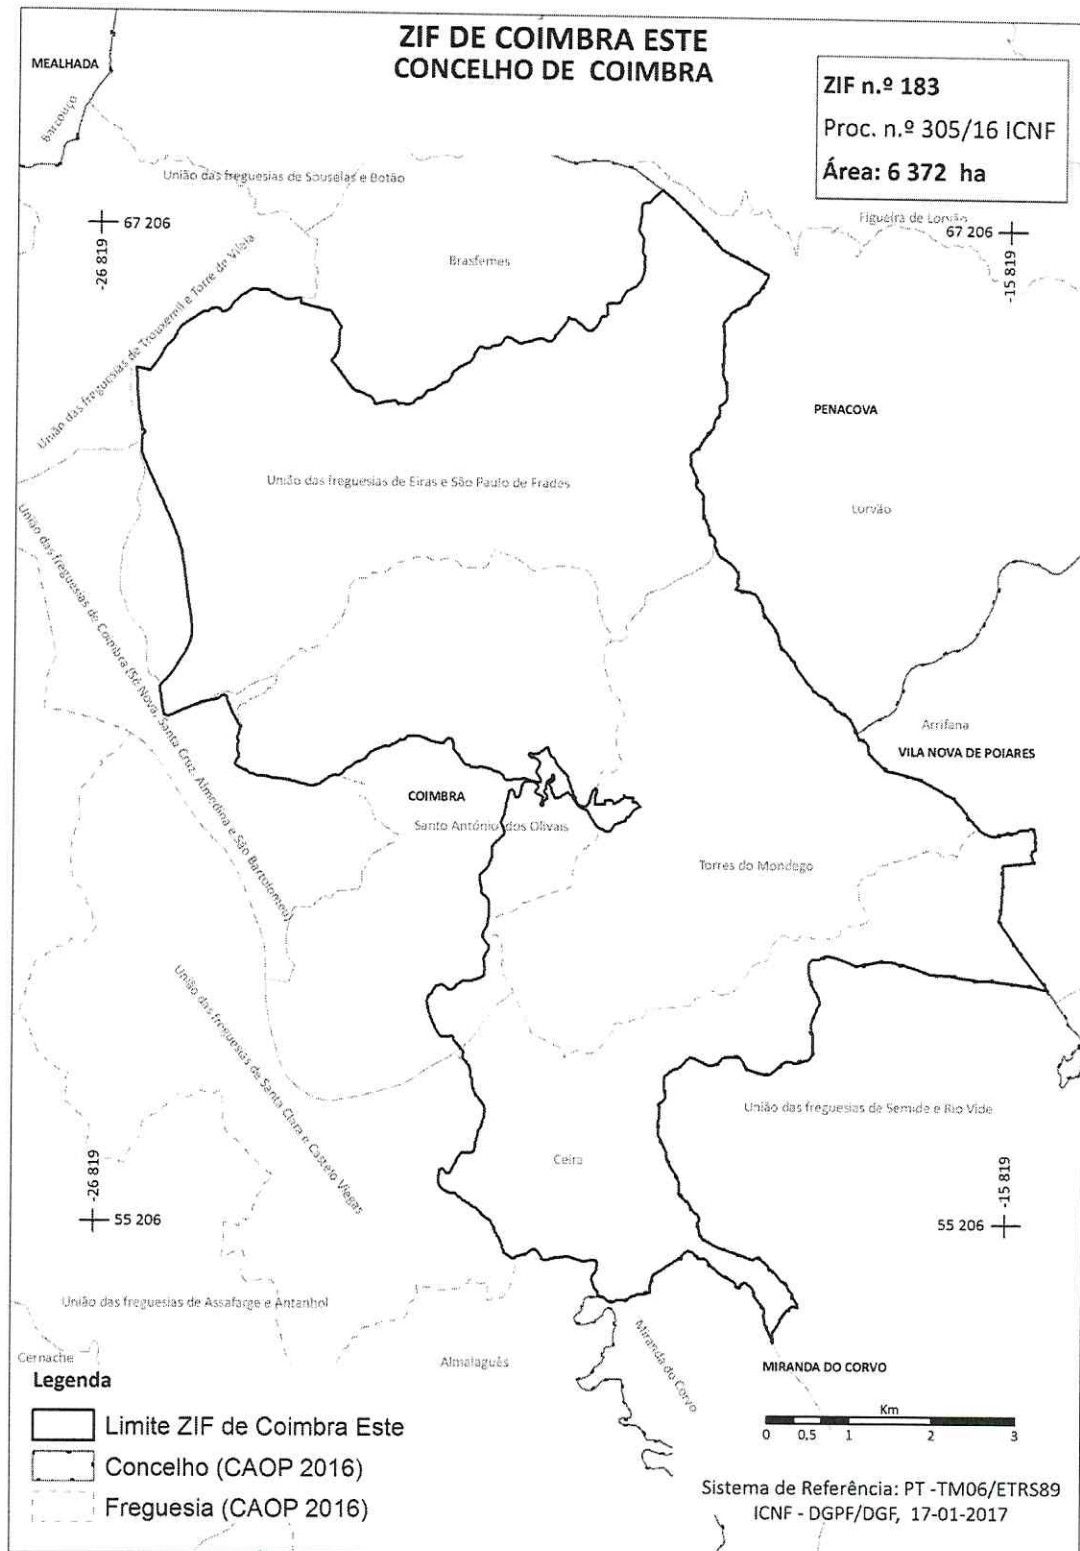 ZIF DE COIMBRA ESTE
CONCELHO DE COIMBRA
ZIF n.º 183
Proc. n.º 305/16 ICNF
Área: 6 372 ha
MEALHADA
Barcouço
União das freguesias de Souselas e Botão
67 206
-26 819
Figueira de Lorvão
67 206
-15 819
Brasfemes
União das freguesias de Trouxemil e Torre de Vilela
PENACOVA
União das freguesias de Eiras e São Paulo de Frades
Lorvão
União das freguesias de Coimbra (Sé Nova, Santa Cruz, Almedina e São Bartolomeu)
Arrifana
VILA NOVA DE POIARES
COIMBRA
Santo António dos Olivais
Torres do Mondego
União das freguesias de Santa Clara e Castelo Viegas
União das freguesias de Semide e Rio Vide
Ceira
-26 819
55 206
-15 819
55 206
União das freguesias de Assafarge e Antanhol
Cernache
Almalaguês
Miranda do Corvo
MIRANDA DO CORVO
Legenda
Limite ZIF de Coimbra Este
Concelho (CAOP 2016)
Freguesia (CAOP 2016)
Km
0 0,5 1 2 3
Sistema de Referência: PT -TM06/ETRS89
ICNF - DGPF/DGF, 17-01-2017